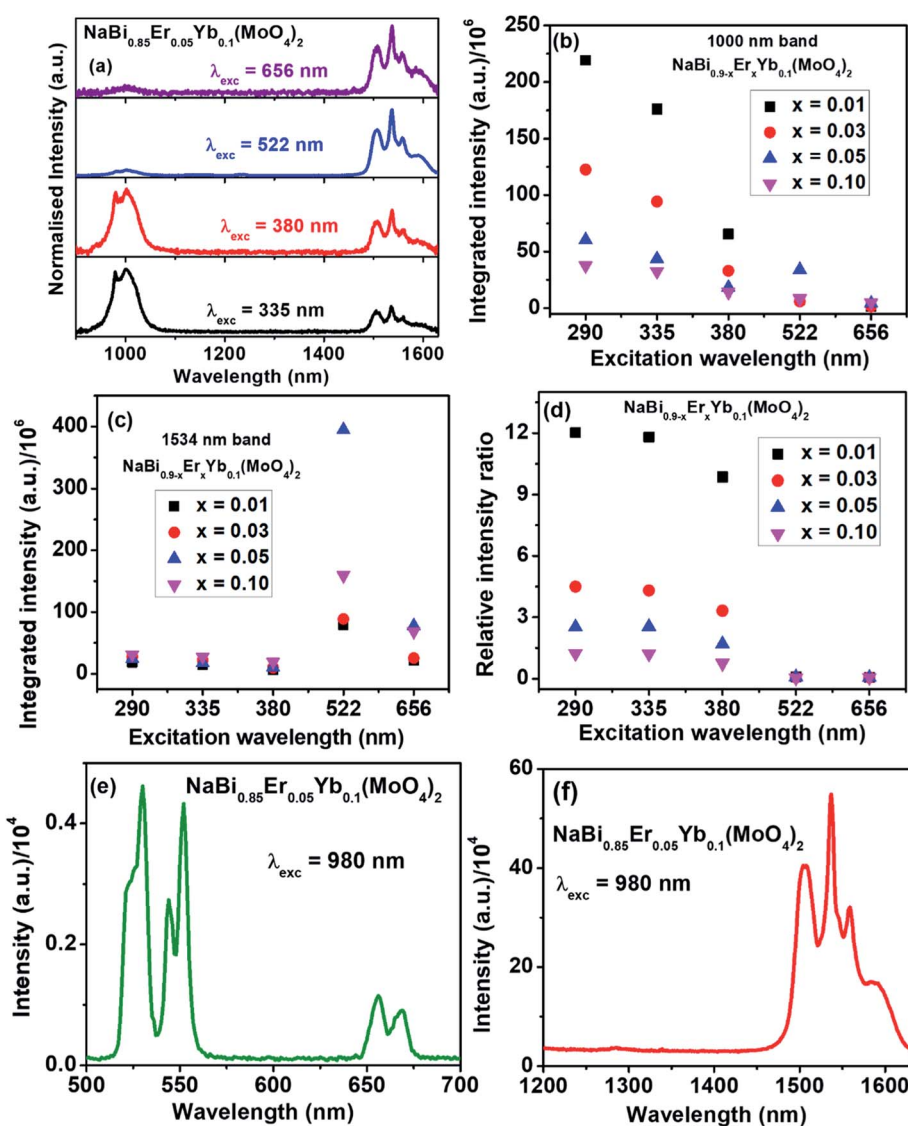 NaBi0.85Er0.05Yb0.1(MoO4)2
(a)
λexc = 656 nm
λexc = 522 nm
λexc = 380 nm
λexc = 335 nm
Normalised Intensity (a.u.)
1000 1200 1400 1600
Wavelength (nm)
(b)
1000 nm band
NaBi0.9-xErxYb0.1(MoO4)2
x = 0.01
x = 0.03
x = 0.05
x = 0.10
Integrated intensity (a.u.)/10^6
250
200
150
100
50
0
290 335 380 522 656
Excitation wavelength (nm)
(c)
1534 nm band
NaBi0.9-xErxYb0.1(MoO4)2
x = 0.01
x = 0.03
x = 0.05
x = 0.10
Integrated intensity (a.u.)/10^6
400
300
200
100
0
290 335 380 522 656
Excitation wavelength (nm)
(d)
NaBi0.9-xErxYb0.1(MoO4)2
x = 0.01
x = 0.03
x = 0.05
x = 0.10
Relative intensity ratio
12
9
6
3
0
290 335 380 522 656
Excitation wavelength (nm)
(e)
NaBi0.85Er0.05Yb0.1(MoO4)2
λexc = 980 nm
Intensity (a.u.)/10^4
0.4
0.2
0.0
500 550 600 650 700
Wavelength (nm)
(f)
NaBi0.85Er0.05Yb0.1(MoO4)2
λexc = 980 nm
Intensity (a.u.)/10^4
60
40
20
0
1200 1300 1400 1500 1600
Wavelength (nm)